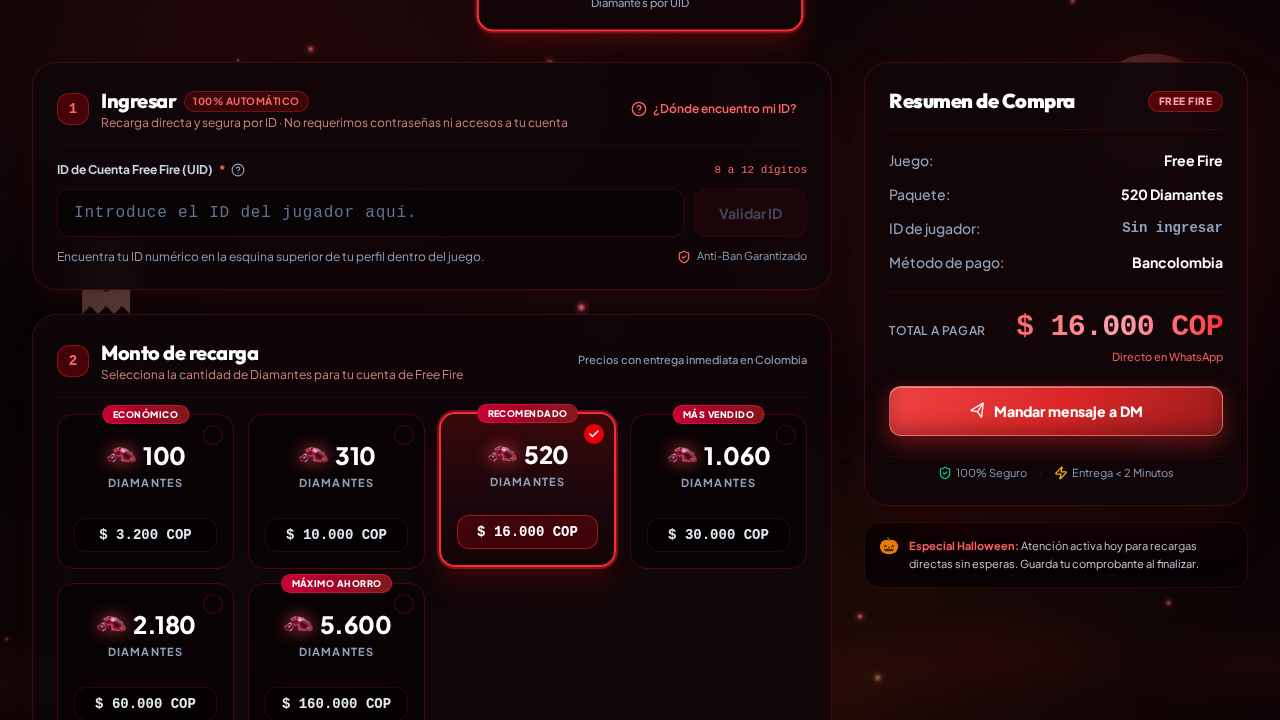 Diamantes por UID
1
Ingresar
100% AUTOMÁTICO
Recarga directa y segura por ID · No requerimos contraseñas ni accesos a tu cuenta
¿Dónde encuentro mi ID?
ID de Cuenta Free Fire (UID) *
8 a 12 dígitos
Introduce el ID del jugador aquí.
Validar ID
Encuentra tu ID numérico en la esquina superior de tu perfil dentro del juego.
Anti-Ban Garantizado
2
Monto de recarga
Selecciona la cantidad de Diamantes para tu cuenta de Free Fire
Precios con entrega inmediata en Colombia
ECONÓMICO
100
DIAMANTES
$ 3.200 COP
310
DIAMANTES
$ 10.000 COP
RECOMENDADO
520
DIAMANTES
$ 16.000 COP
MÁS VENDIDO
1.060
DIAMANTES
$ 30.000 COP
2.180
DIAMANTES
$ 60.000 COP
MÁXIMO AHORRO
5.600
DIAMANTES
$ 160.000 COP
Resumen de Compra
FREE FIRE
Juego: Free Fire
Paquete: 520 Diamantes
ID de jugador: Sin ingresar
Método de pago: Bancolombia
TOTAL A PAGAR $ 16.000 COP
Directo en WhatsApp
Mandar mensaje a DM
100% Seguro · Entrega < 2 Minutos
Especial Halloween: Atención activa hoy para recargas
directas sin esperas. Guarda tu comprobante al finalizar.